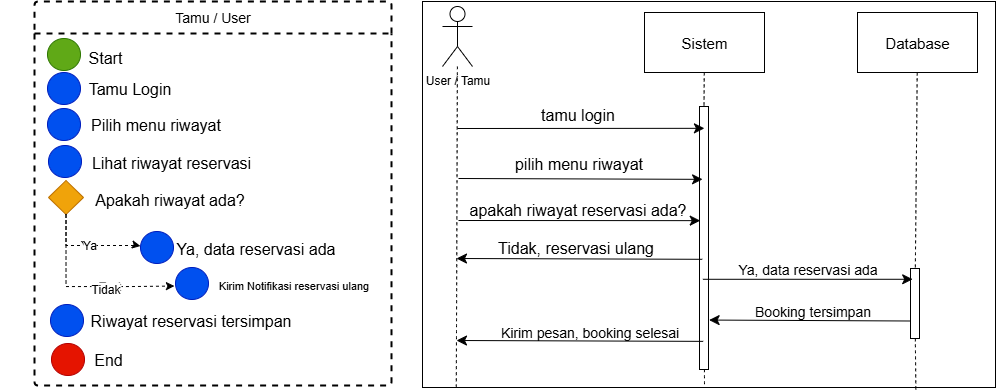 Tamu / User
Start
Tamu Login
Pilih menu riwayat
Lihat riwayat reservasi
Apakah riwayat ada?
Ya
Ya, data reservasi ada
Tidak
Kirim Notifikasi reservasi ulang
Riwayat reservasi tersimpan
End
User / Tamu
Sistem
Database
tamu login
pilih menu riwayat
apakah riwayat reservasi ada?
Tidak, reservasi ulang
Ya, data reservasi ada
Booking tersimpan
Kirim pesan, booking selesai